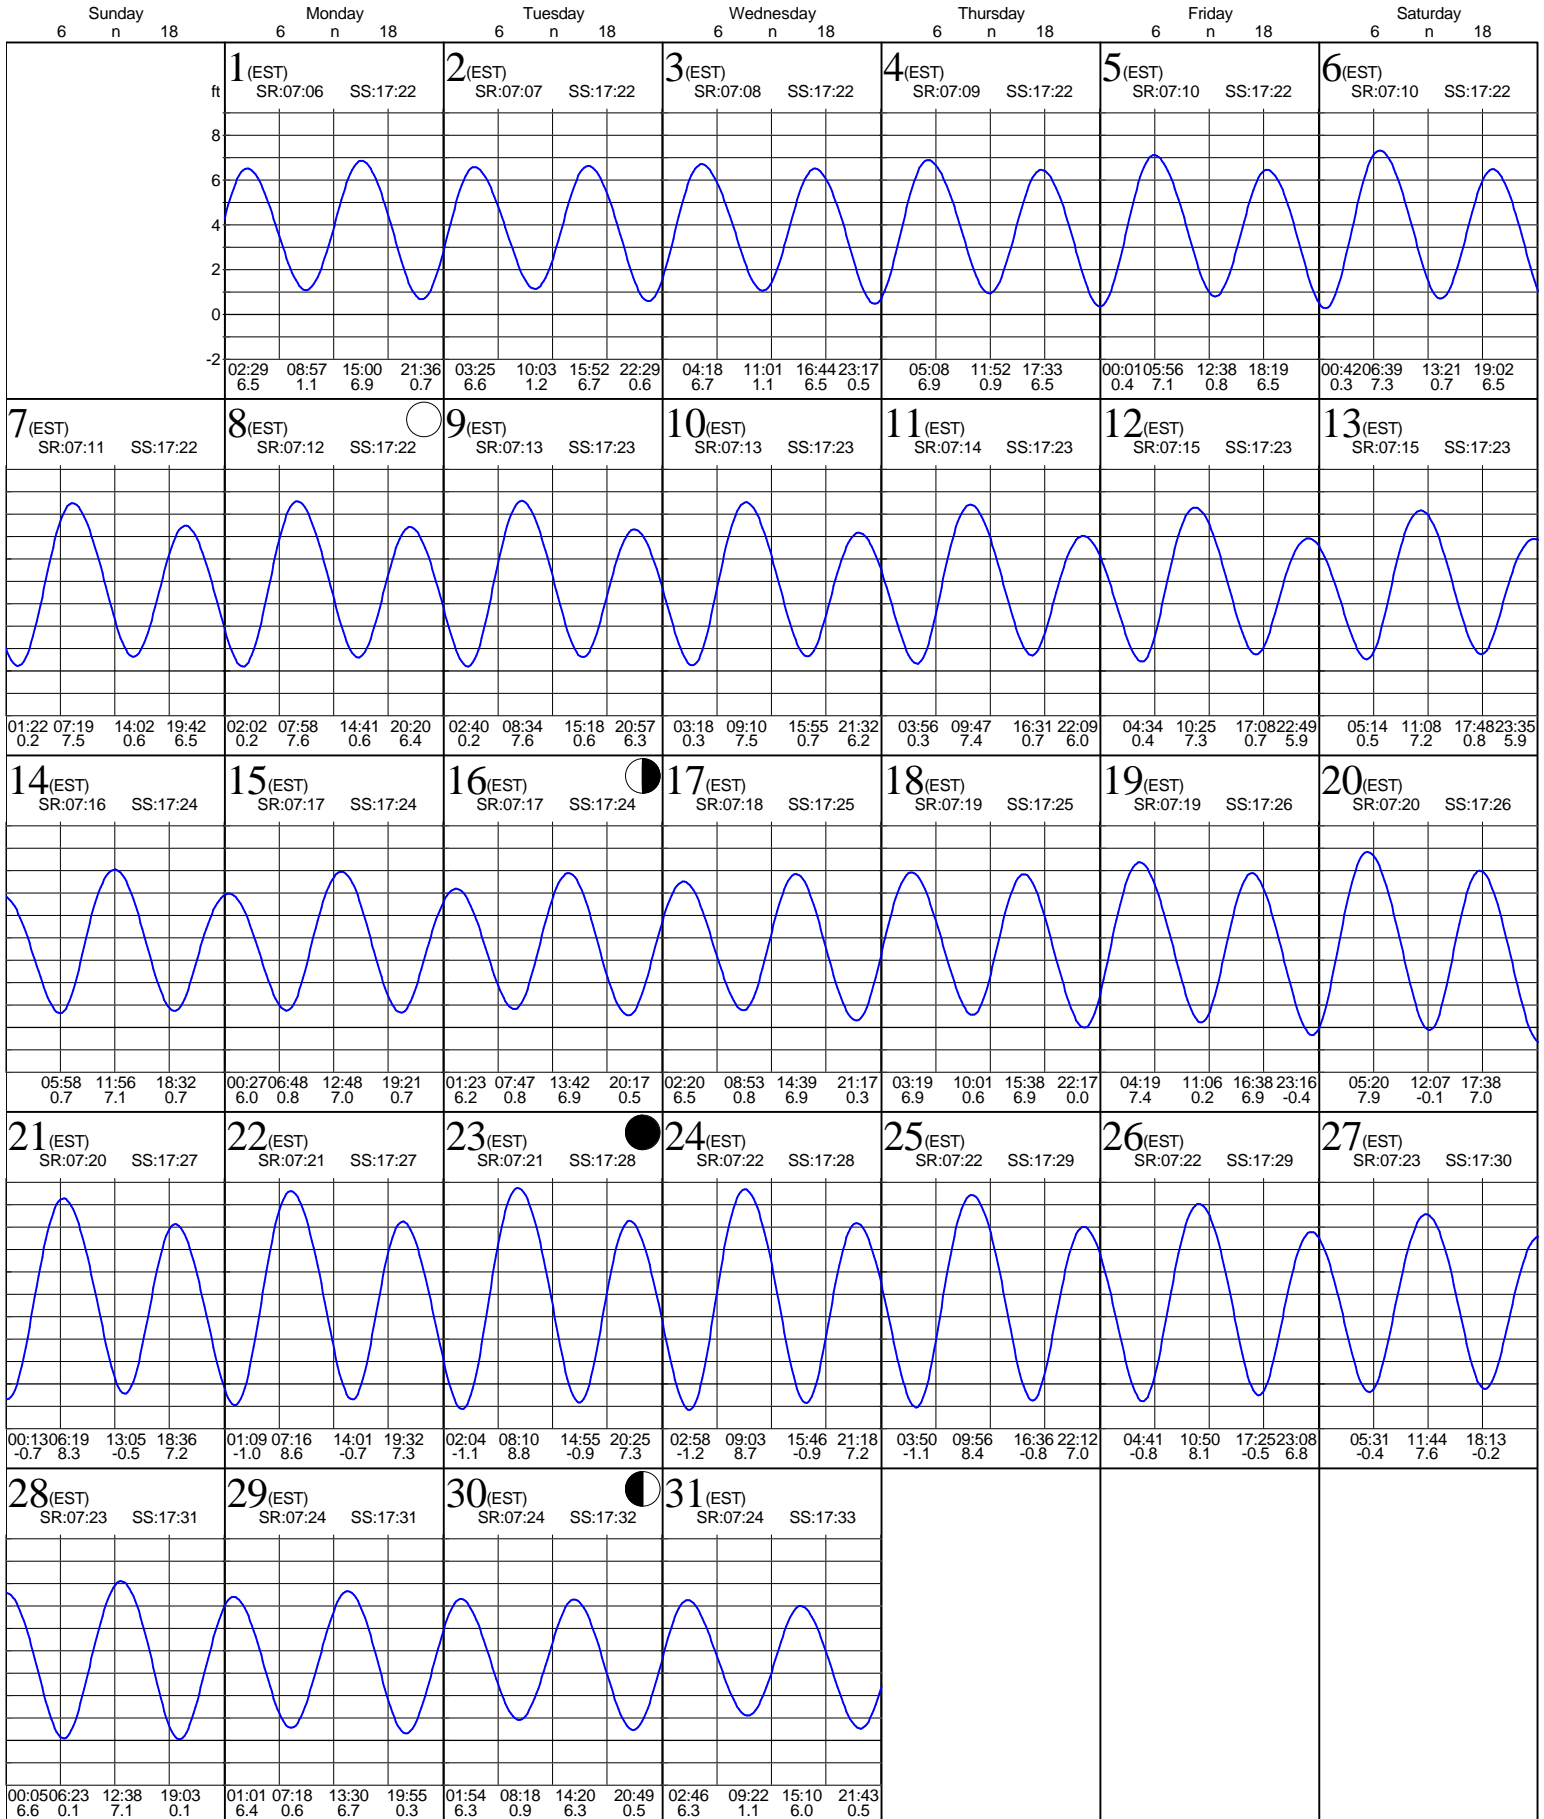 Sunday Monday Tuesday Wednesday Thursday Friday Saturday
6 n 18 6 n 18 6 n 18 6 n 18 6 n 18 6 n 18 6 n 18
1(EST) 2(EST) 3(EST) 4(EST) 5(EST) 6(EST)
ft SR:07:06 SS:17:22 SR:07:07 SS:17:22 SR:07:08 SS:17:22 SR:07:09 SS:17:22 SR:07:10 SS:17:22 SR:07:10 SS:17:22
8
6
4
2
0
-2
02:29 08:57 15:00 21:36 03:25 10:03 15:52 22:29 04:18 11:01 16:44 23:17 05:08 11:52 17:33 00:01 05:56 12:38 18:19 00:42 06:39 13:21 19:02
6.5 1.1 6.9 0.7 6.6 1.2 6.7 0.6 6.7 1.1 6.5 0.5 6.9 0.9 6.5 0.4 7.1 0.8 6.5 0.3 7.3 0.7 6.5
7(EST) 8(EST) 9(EST) 10(EST) 11(EST) 12(EST) 13(EST)
SR:07:11 SS:17:22 SR:07:12 SS:17:22 SR:07:13 SS:17:23 SR:07:13 SS:17:23 SR:07:14 SS:17:23 SR:07:15 SS:17:23 SR:07:15 SS:17:23
01:22 07:19 14:02 19:42 02:02 07:58 14:41 20:20 02:40 08:34 15:18 20:57 03:18 09:10 15:55 21:32 03:56 09:47 16:31 22:09 04:34 10:25 17:08 22:49 05:14 11:08 17:48 23:35
0.2 7.5 0.6 6.5 0.2 7.6 0.6 6.4 0.2 7.6 0.6 6.3 0.3 7.5 0.7 6.2 0.3 7.4 0.7 6.0 0.4 7.3 0.7 5.9 0.5 7.2 0.8 5.9
14(EST) 15(EST) 16(EST) 17(EST) 18(EST) 19(EST) 20(EST)
SR:07:16 SS:17:24 SR:07:17 SS:17:24 SR:07:17 SS:17:24 SR:07:18 SS:17:25 SR:07:19 SS:17:25 SR:07:19 SS:17:26 SR:07:20 SS:17:26
05:58 11:56 18:32 00:27 06:48 12:48 19:21 01:23 07:47 13:42 20:17 02:20 08:53 14:39 21:17 03:19 10:01 15:38 22:17 04:19 11:06 16:38 23:16 05:20 12:07 17:38
0.7 7.1 0.7 6.0 0.8 7.0 0.7 6.2 0.8 6.9 0.5 6.5 0.8 6.9 0.3 6.9 0.6 6.9 0.0 7.4 0.2 6.9 -0.4 7.9 -0.1 7.0
21(EST) 22(EST) 23(EST) 24(EST) 25(EST) 26(EST) 27(EST)
SR:07:20 SS:17:27 SR:07:21 SS:17:27 SR:07:21 SS:17:28 SR:07:22 SS:17:28 SR:07:22 SS:17:29 SR:07:22 SS:17:29 SR:07:23 SS:17:30
00:13 06:19 13:05 18:36 01:09 07:16 14:01 19:32 02:04 08:10 14:55 20:25 02:58 09:03 15:46 21:18 03:50 09:56 16:36 22:12 04:41 10:50 17:25 23:08 05:31 11:44 18:13
-0.7 8.3 -0.5 7.2 -1.0 8.6 -0.7 7.3 -1.1 8.8 -0.9 7.3 -1.2 8.7 -0.9 7.2 -1.1 8.4 -0.8 7.0 -0.8 8.1 -0.5 6.8 -0.4 7.6 -0.2
28(EST) 29(EST) 30(EST) 31(EST)
SR:07:23 SS:17:31 SR:07:24 SS:17:31 SR:07:24 SS:17:32 SR:07:24 SS:17:33
00:05 06:23 12:38 19:03 01:01 07:18 13:30 19:55 01:54 08:18 14:20 20:49 02:46 09:22 15:10 21:43
6.6 0.1 7.1 0.1 6.4 0.6 6.7 0.3 6.3 0.9 6.3 0.5 6.3 1.1 6.0 0.5